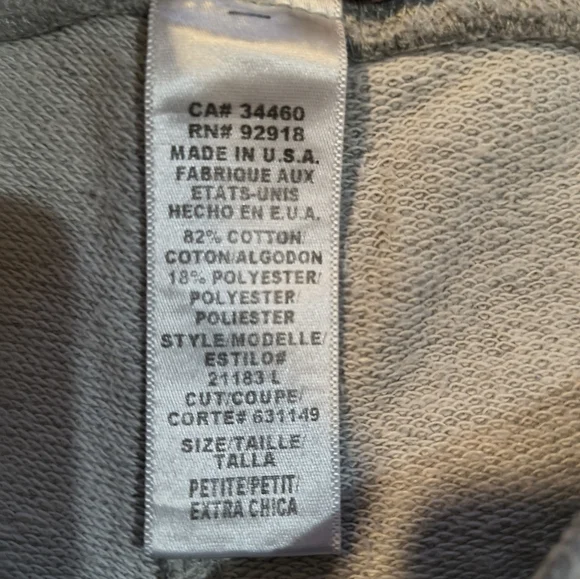 CA# 34460
RN# 92918
MADE IN U.S.A.
FABRIQUE AUX
ETATS-UNIS
HECHO EN E.U.A.
82% COTTON/
COTON/ALGODON
18% POLYESTER/
POLYESTER/
POLIESTER
STYLE/MODELLE/
ESTILO#
21183 L
CUT/COUPE/
CORTE# 631149
SIZE/TAILLE/
TALLA
PETITE/PETIT/
EXTRA CHICA